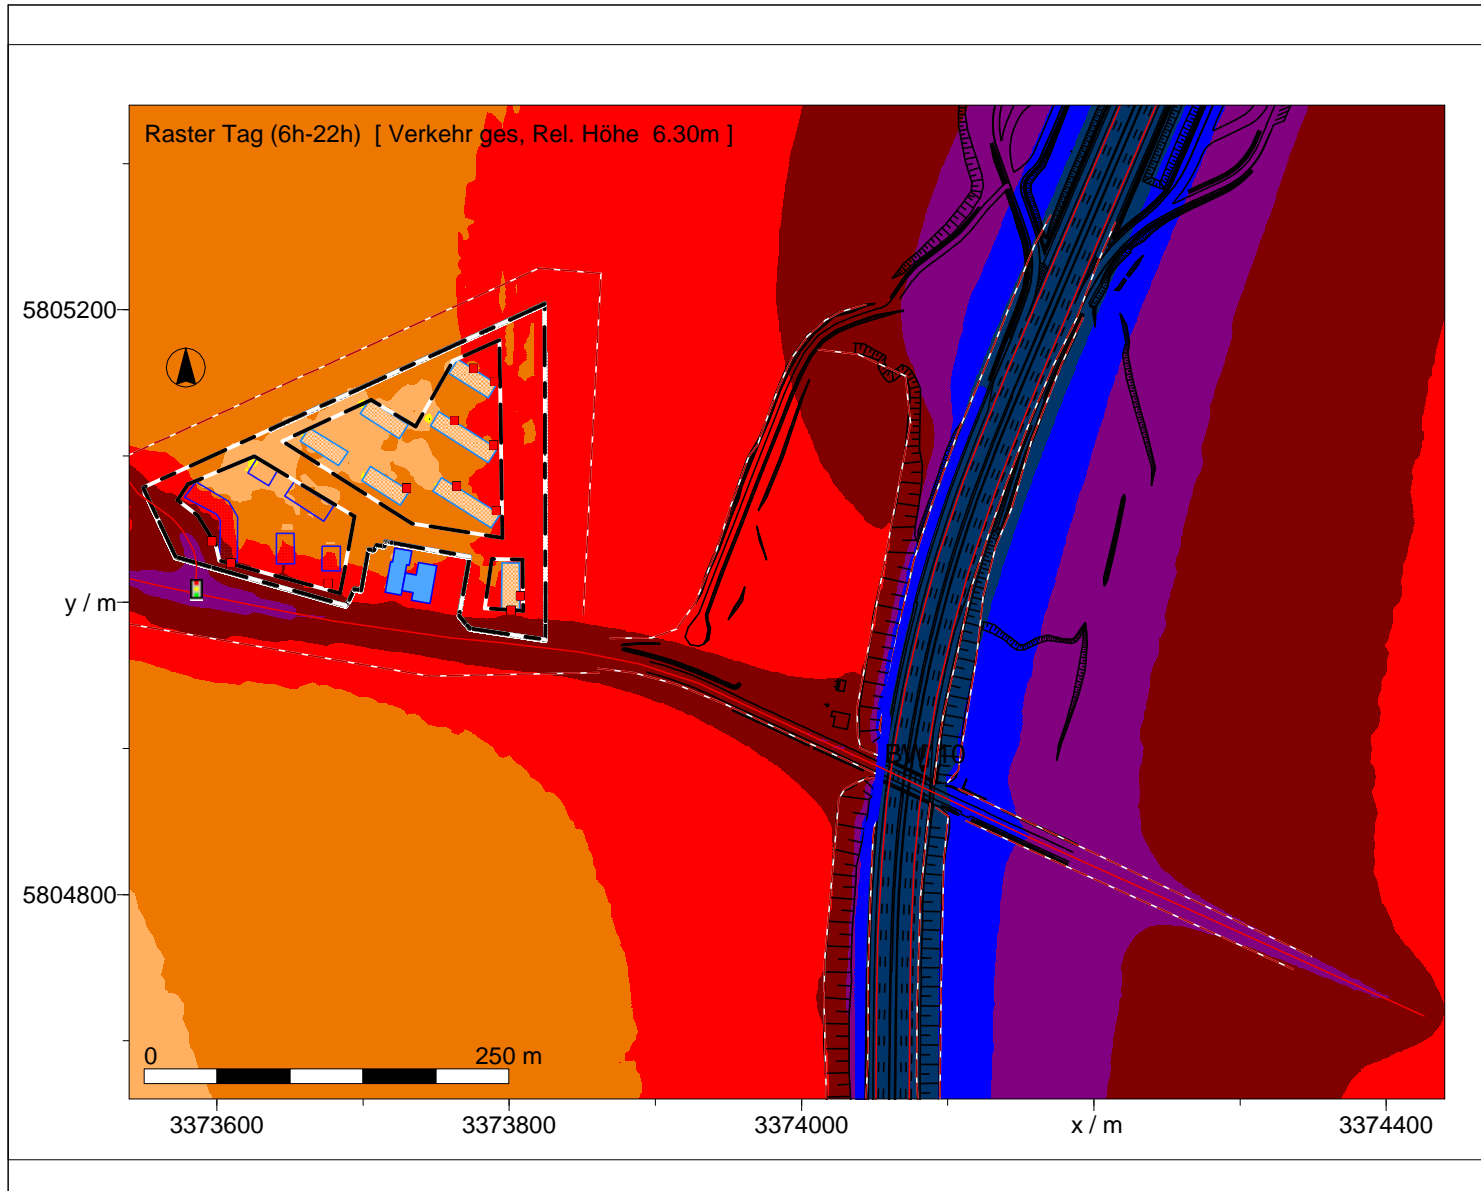 Raster Tag (6h-22h) [ Verkehr ges, Rel. Höhe 6.30m ]
5805200
y / m
BW 10
5804800
0 250 m
3373600 3373800 3374000 x / m 3374400